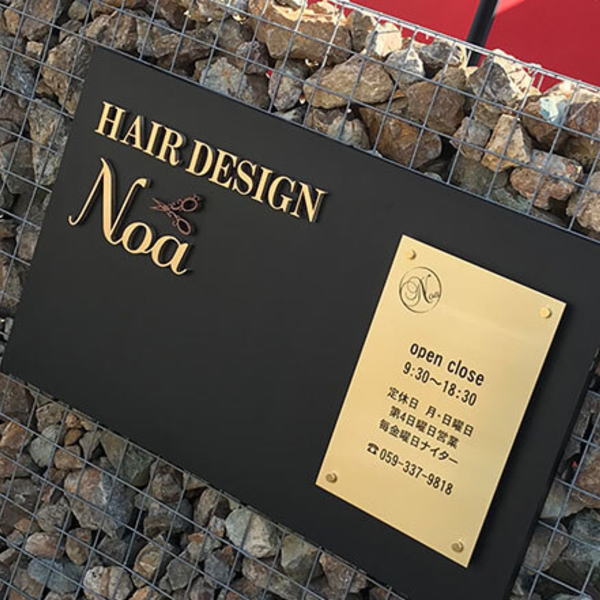 HAIR DESIGN
Noa
Noa
open close
9:30～18:30
定休日 月・日曜日
第4日曜日営業
毎金曜日ナイター
☎059-337-9818